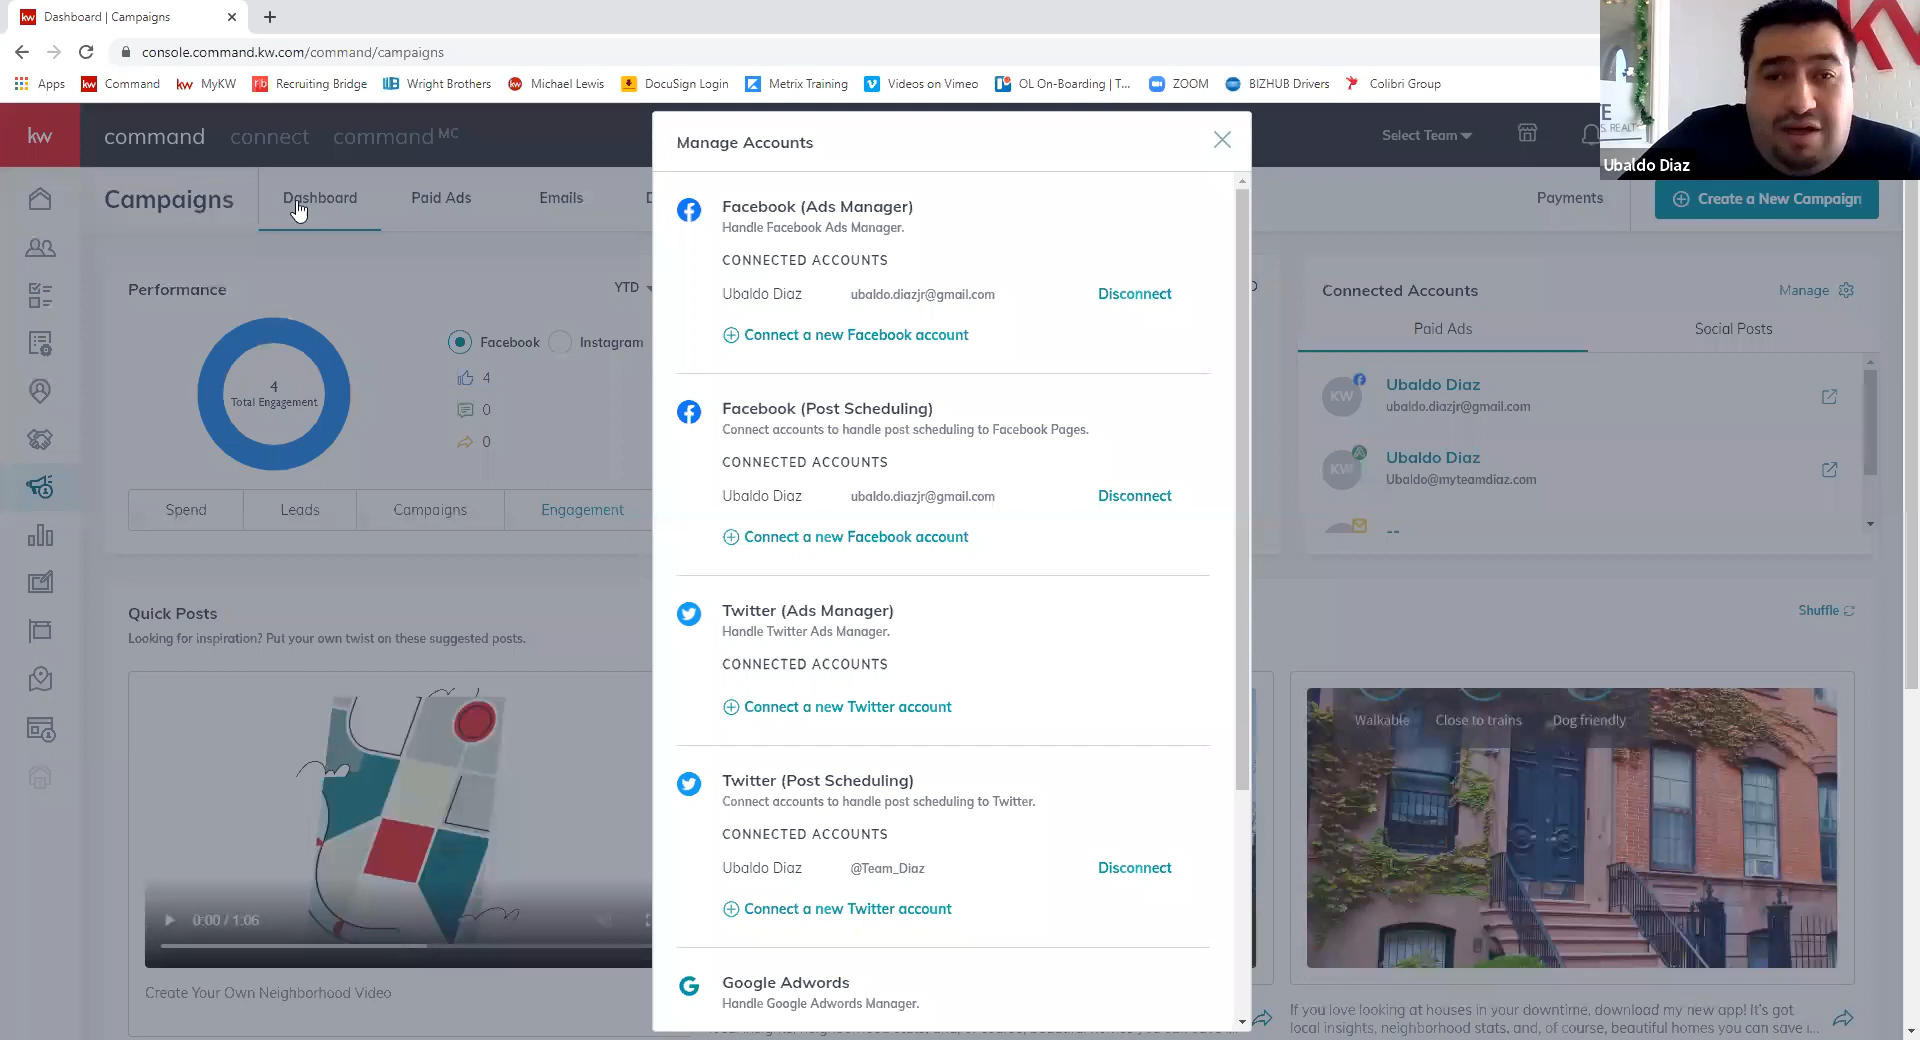 Dashboard | Campaigns
console.command.kw.com/command/campaigns
Apps Command MyKW Recruiting Bridge Wright Brothers Michael Lewis DocuSign Login Metrix Training Videos on Vimeo OL On-Boarding | T... ZOOM BIZHUB Drivers Colibri Group
kw command connect command MC Select Team
Ubaldo Diaz
Campaigns Dashboard Paid Ads Emails Payments Create a New Campaign
Manage Accounts
Facebook (Ads Manager)
Handle Facebook Ads Manager.
CONNECTED ACCOUNTS
Ubaldo Diaz ubaldo.diazjr@gmail.com Disconnect
Connect a new Facebook account
Facebook (Post Scheduling)
Connect accounts to handle post scheduling to Facebook Pages.
CONNECTED ACCOUNTS
Ubaldo Diaz ubaldo.diazjr@gmail.com Disconnect
Connect a new Facebook account
Twitter (Ads Manager)
Handle Twitter Ads Manager.
CONNECTED ACCOUNTS
Connect a new Twitter account
Twitter (Post Scheduling)
Connect accounts to handle post scheduling to Twitter.
CONNECTED ACCOUNTS
Ubaldo Diaz @Team_Diaz Disconnect
Connect a new Twitter account
Google Adwords
Handle Google Adwords Manager.
Performance YTD
4
Total Engagement
Facebook Instagram
4
0
0
Spend Leads Campaigns Engagement
Connected Accounts Manage
Paid Ads Social Posts
KW Ubaldo Diaz
ubaldo.diazjr@gmail.com
KW Ubaldo Diaz
Ubaldo@myteamdiaz.com
--
Quick Posts
Looking for inspiration? Put your own twist on these suggested posts.
Shuffle
0:00 / 1:06
Create Your Own Neighborhood Video
Walkable Close to trains Dog friendly
If you love looking at houses in your downtime, download my new app! It's got
local insights, neighborhood stats, and, of course, beautiful homes you can save i...